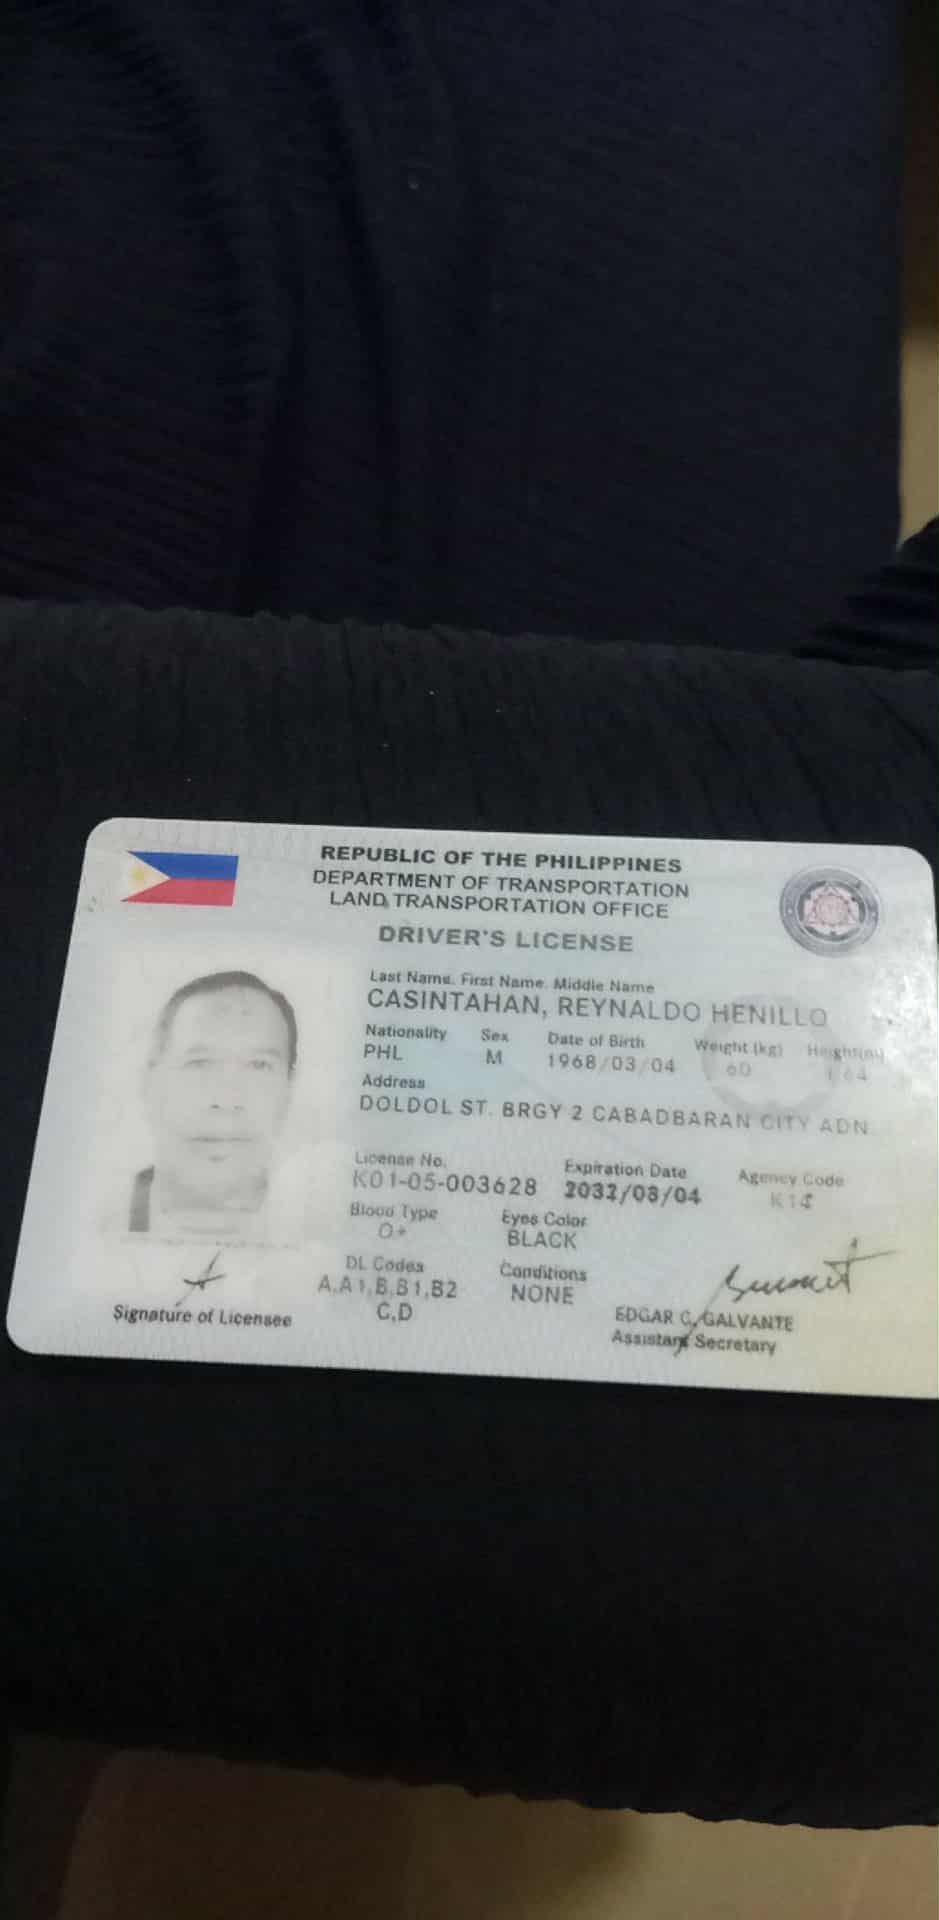 REPUBLIC OF THE PHILIPPINES
DEPARTMENT OF TRANSPORTATION
LAND TRANSPORTATION OFFICE
DRIVER'S LICENSE
Last Name. First Name. Middle Name
CASINTAHAN, REYNALDO HENILLO
Nationality Sex Date of Birth Weight (kg) Height(m)
PHL M 1968/03/04 60 1.64
Address
DOLDOL ST. BRGY 2 CABADBARAN CITY ADN
License No. Expiration Date Agency Code
K01-05-003628 2032/03/04
Blood Type Eyes Color
O+ BLACK
DL Codes Conditions
A,A1,B,B1,B2 NONE
C,D
Signature of Licensee
EDGAR C. GALVANTE
Assistant Secretary